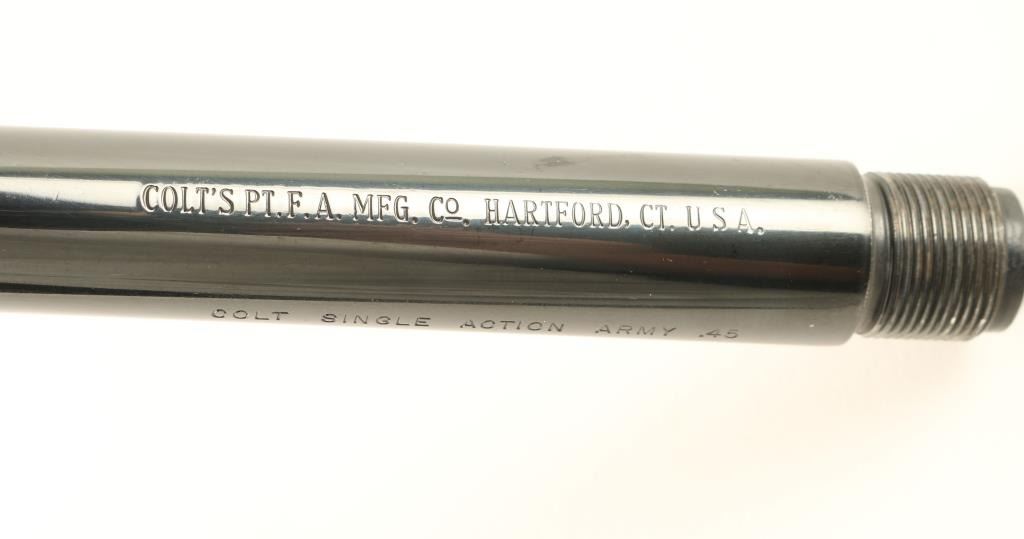 COLT'S PT. F. A. MFG. Co. HARTFORD, CT. U S A.
COLT SINGLE ACTION ARMY .45